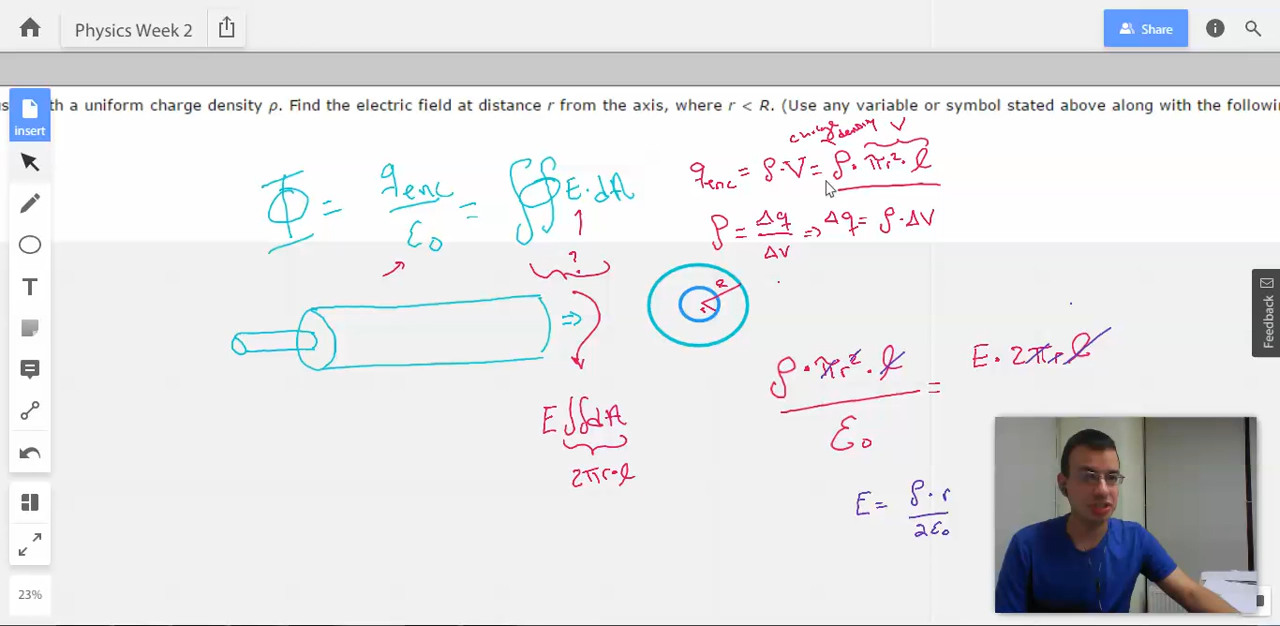 Physics Week 2
Share
insert
th a uniform charge density ρ. Find the electric field at distance r from the axis, where r < R. (Use any variable or symbol stated above along with the followi
charge density V
q_enc = ρ·V = ρ·πr²·l
Φ = q_enc / ε₀ = ∯ E·dA
ρ = Δq / ΔV ⇒ Δq = ρ·ΔV
?
⇒
R
r
ρ·πr²·l / ε₀ = E·2πrl
E∬dA
2πr·l
E = ρ·r / 2ε₀
Feedback
23%